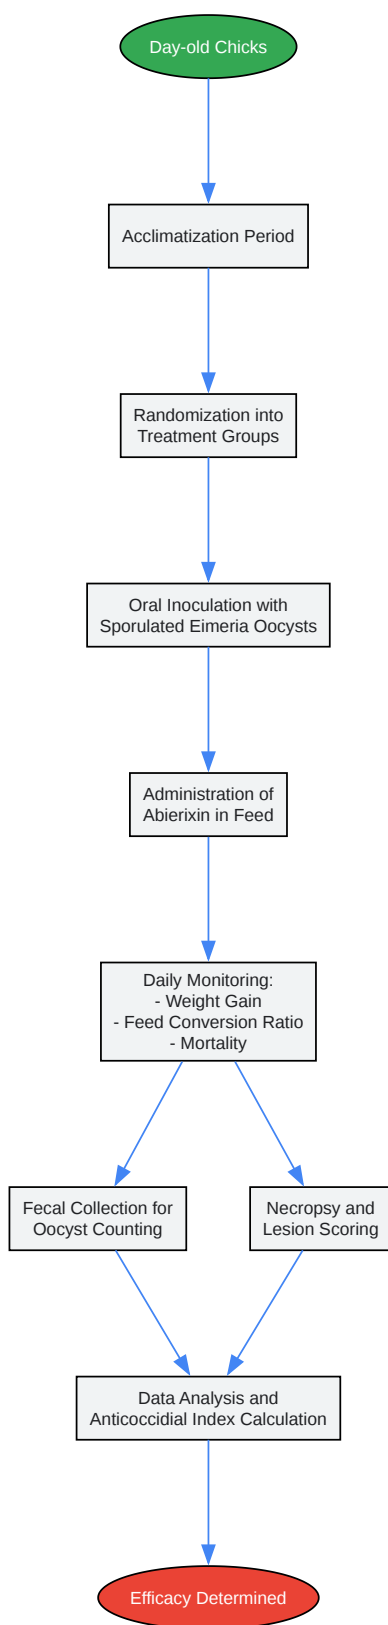 Day-old Chicks
Acclimatization Period
Randomization into
Treatment Groups
Oral Inoculation with
Sporulated Eimeria Oocysts
Administration of
Abierixin in Feed
Daily Monitoring:
- Weight Gain
- Feed Conversion Ratio
- Mortality
Fecal Collection for
Oocyst Counting
Necropsy and
Lesion Scoring
Data Analysis and
Anticoccidial Index Calculation
Efficacy Determined